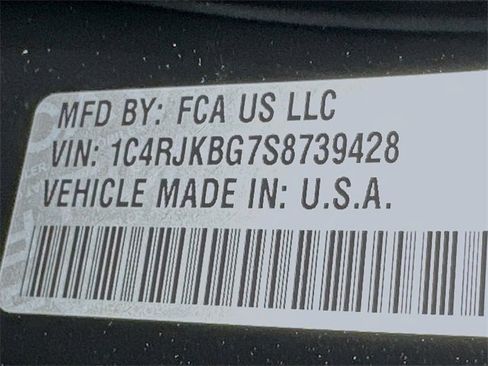 MFD BY: FCA US LLC
VIN: 1C4RJKBG7S8739428
VEHICLE MADE IN: U.S.A.